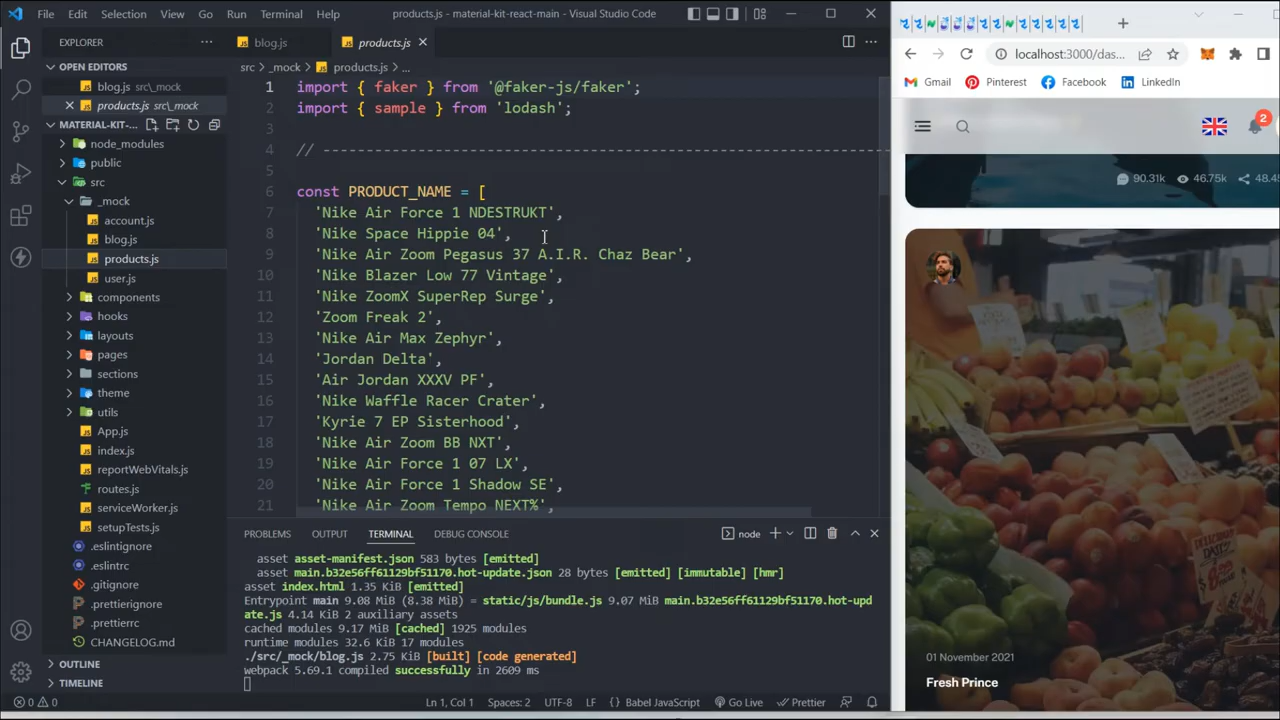 File Edit Selection View Go Run Terminal Help
products.js - material-kit-react-main - Visual Studio Code
EXPLORER
OPEN EDITORS
blog.js src\_mock
products.js src\_mock
MATERIAL-KIT-...
node_modules
public
src
_mock
account.js
blog.js
products.js
user.js
components
hooks
layouts
pages
sections
theme
utils
App.js
index.js
reportWebVitals.js
routes.js
serviceWorker.js
setupTests.js
.eslintignore
.eslintrc
.gitignore
.prettierignore
.prettierrc
CHANGELOG.md
OUTLINE
TIMELINE
blog.js
products.js
src > _mock > products.js > ...
1 import { faker } from '@faker-js/faker';
2 import { sample } from 'lodash';
3
4 // ----------------------------------------------------------
5
6 const PRODUCT_NAME = [
7 'Nike Air Force 1 NDESTRUKT',
8 'Nike Space Hippie 04',
9 'Nike Air Zoom Pegasus 37 A.I.R. Chaz Bear',
10 'Nike Blazer Low 77 Vintage',
11 'Nike ZoomX SuperRep Surge',
12 'Zoom Freak 2',
13 'Nike Air Max Zephyr',
14 'Jordan Delta',
15 'Air Jordan XXXV PF',
16 'Nike Waffle Racer Crater',
17 'Kyrie 7 EP Sisterhood',
18 'Nike Air Zoom BB NXT',
19 'Nike Air Force 1 07 LX',
20 'Nike Air Force 1 Shadow SE',
21 'Nike Air Zoom Tempo NEXT%',
PROBLEMS OUTPUT TERMINAL DEBUG CONSOLE
node
asset asset-manifest.json 583 bytes [emitted]
asset main.b32e56ff61129bf51170.hot-update.json 28 bytes [emitted] [immutable] [hmr]
asset index.html 1.35 KiB [emitted]
Entrypoint main 9.08 MiB (8.38 MiB) = static/js/bundle.js 9.07 MiB main.b32e56ff61129bf51170.hot-upd
ate.js 4.14 KiB 2 auxiliary assets
cached modules 9.17 MiB [cached] 1925 modules
runtime modules 32.6 KiB 17 modules
./src/_mock/blog.js 2.75 KiB [built] [code generated]
webpack 5.69.1 compiled successfully in 2609 ms
0 0
Ln 1, Col 1 Spaces: 2 UTF-8 LF {} Babel JavaScript Go Live Prettier
localhost:3000/das
Gmail Pinterest Facebook LinkedIn
2
90.31k 46.75k 48.45
DELICIOUS
DAILY
01 November 2021
Fresh Prince